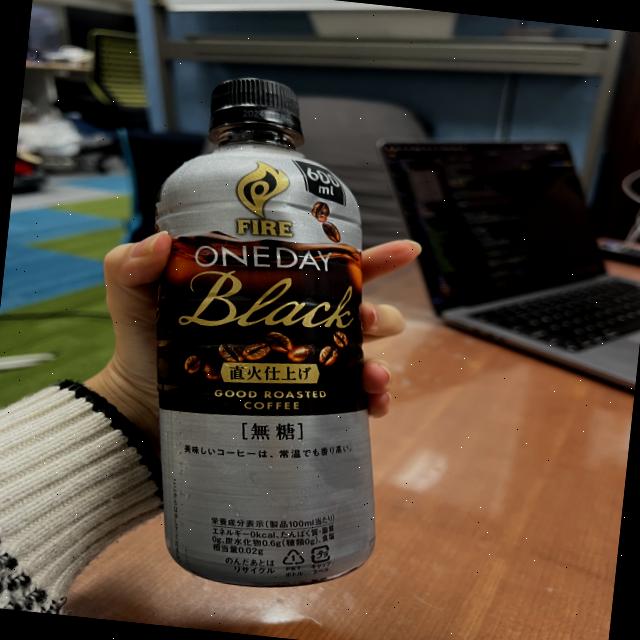 600
ml
FIRE
ONEDAY
Black
直火仕上げ
GOOD ROASTED
COFFEE
[無糖]
美味しいコーヒーは、常温でも香り高い。
栄養成分表示(製品100ml当たり)
エネルギー0kcal、たんぱく質・脂質
0g、炭水化物0.6g(糖類0g)、食塩
相当量0.02g
のんだあとは
リサイクル